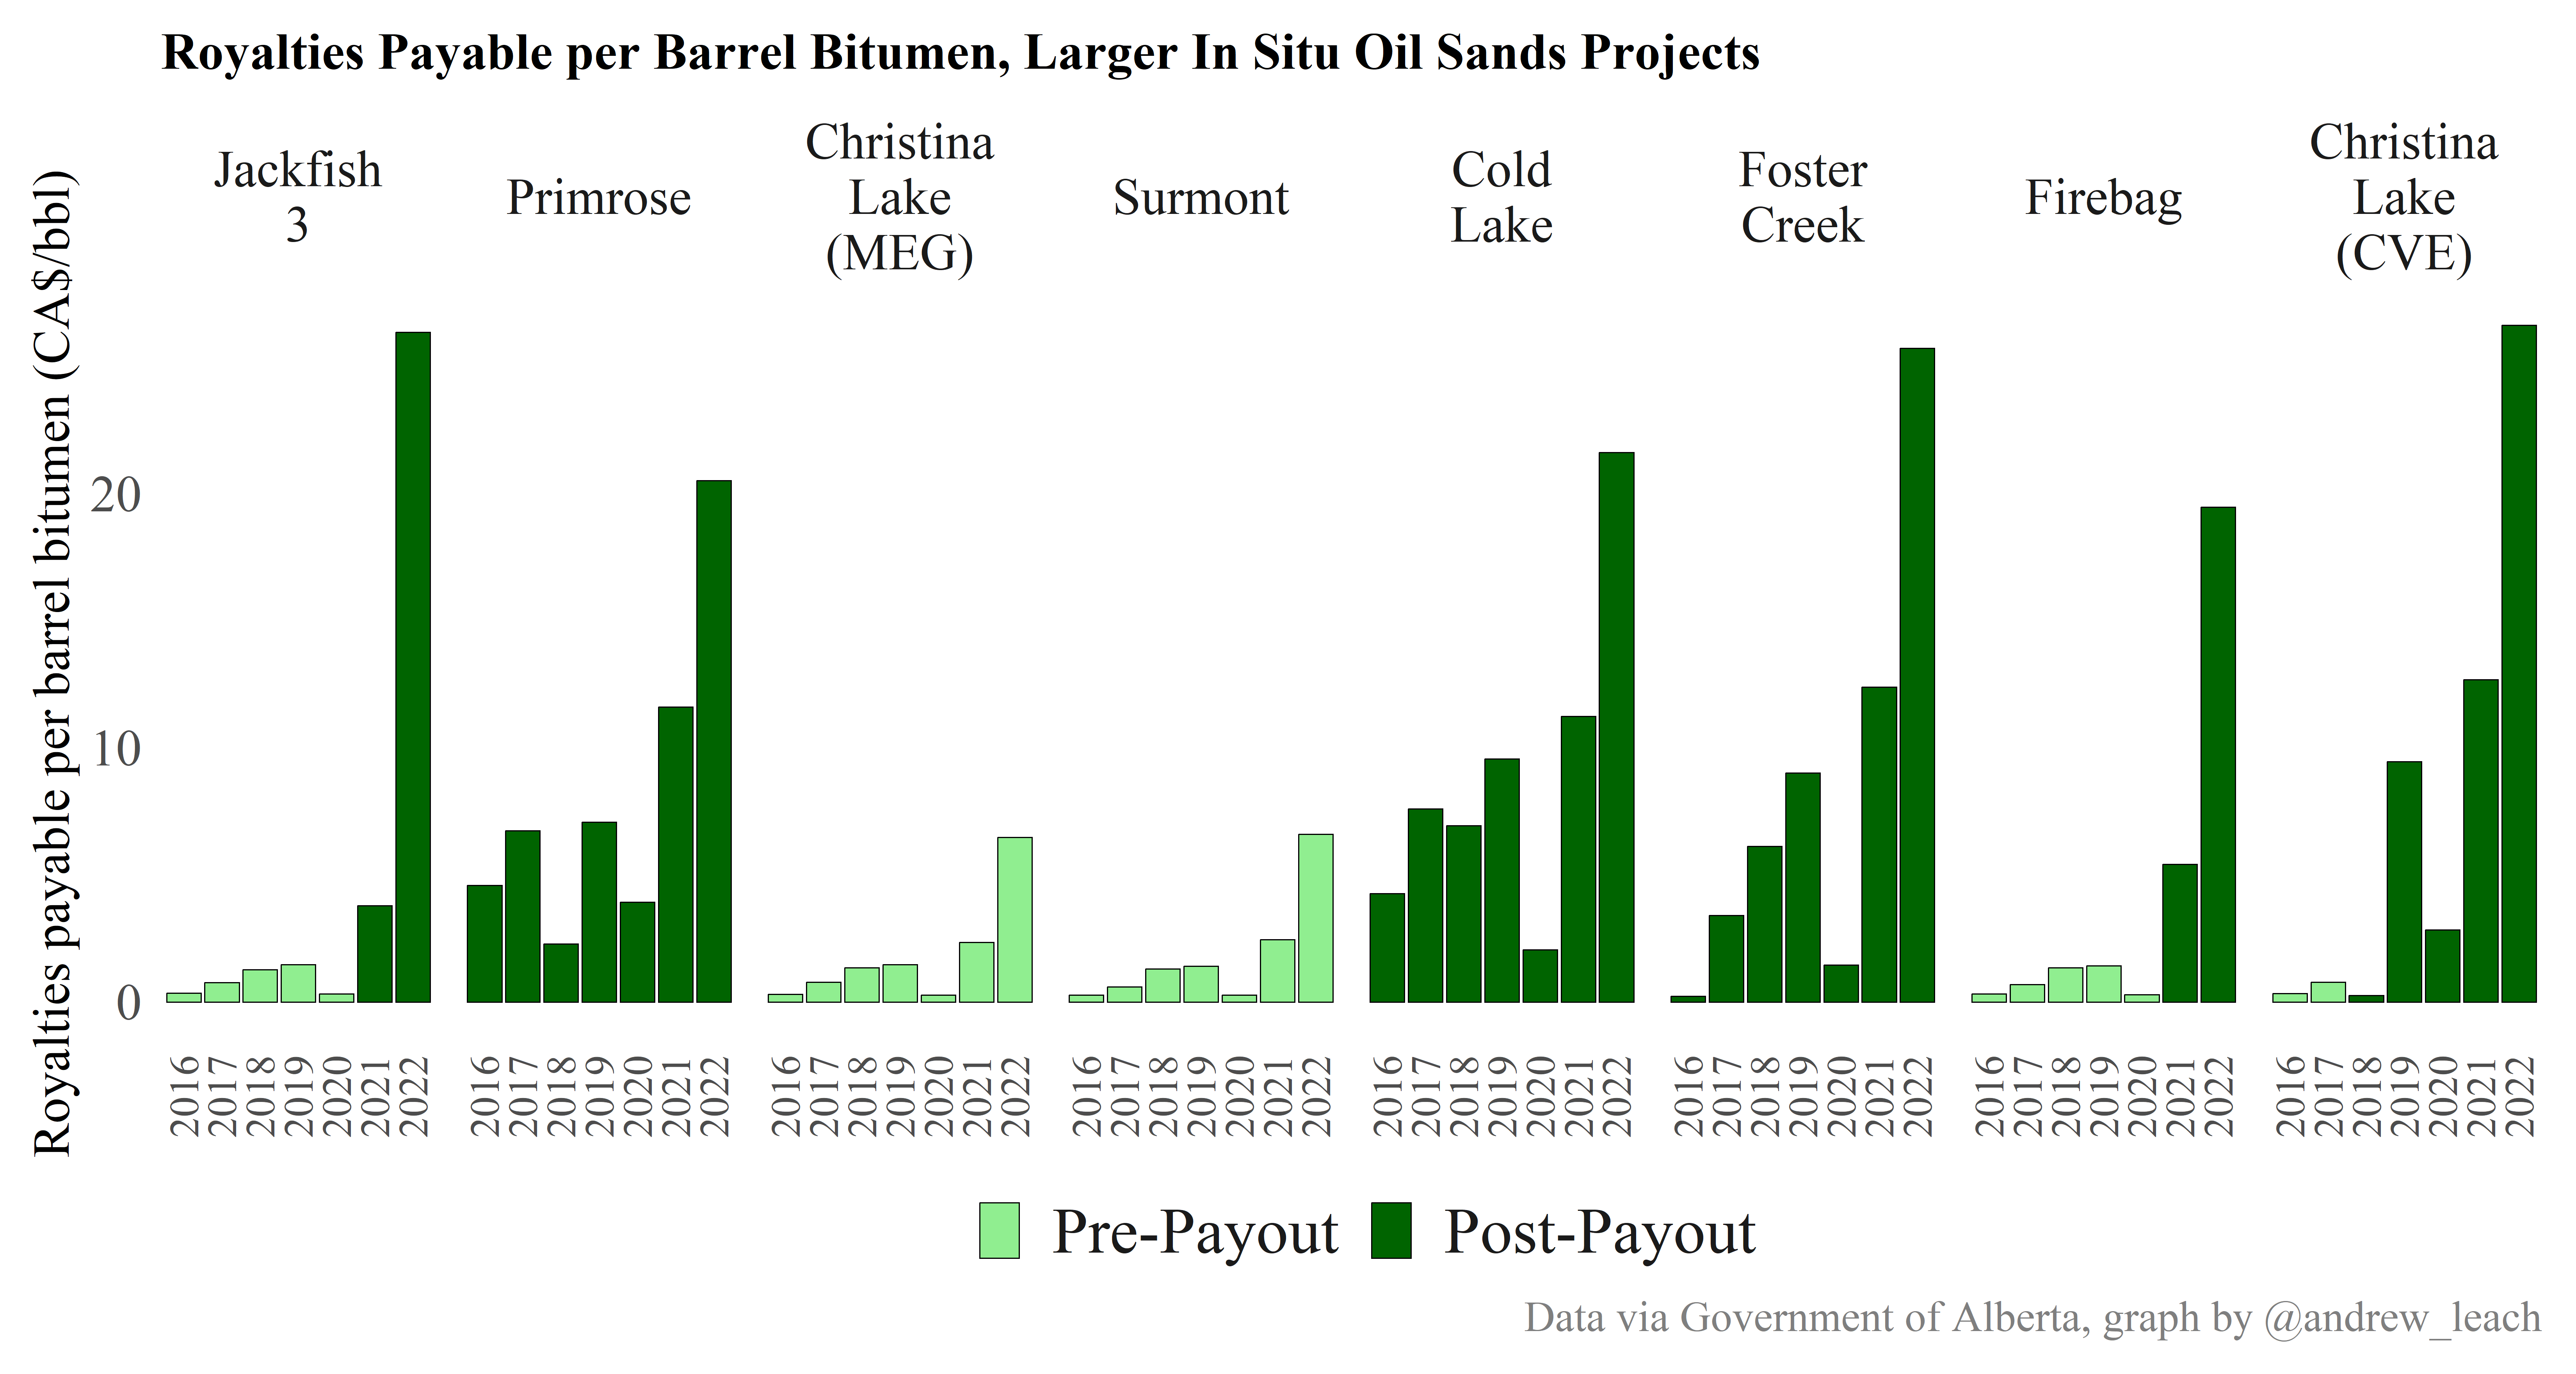 Royalties Payable per Barrel Bitumen, Larger In Situ Oil Sands Projects
Royalties payable per barrel bitumen (CA$/bbl)
Jackfish
3
Primrose
Christina
Lake
(MEG)
Surmont
Cold
Lake
Foster
Creek
Firebag
Christina
Lake
(CVE)
20
10
0
2016 2017 2018 2019 2020 2021 2022
2016 2017 2018 2019 2020 2021 2022
2016 2017 2018 2019 2020 2021 2022
2016 2017 2018 2019 2020 2021 2022
2016 2017 2018 2019 2020 2021 2022
2016 2017 2018 2019 2020 2021 2022
2016 2017 2018 2019 2020 2021 2022
2016 2017 2018 2019 2020 2021 2022
Pre-Payout Post-Payout
Data via Government of Alberta, graph by @andrew_leach